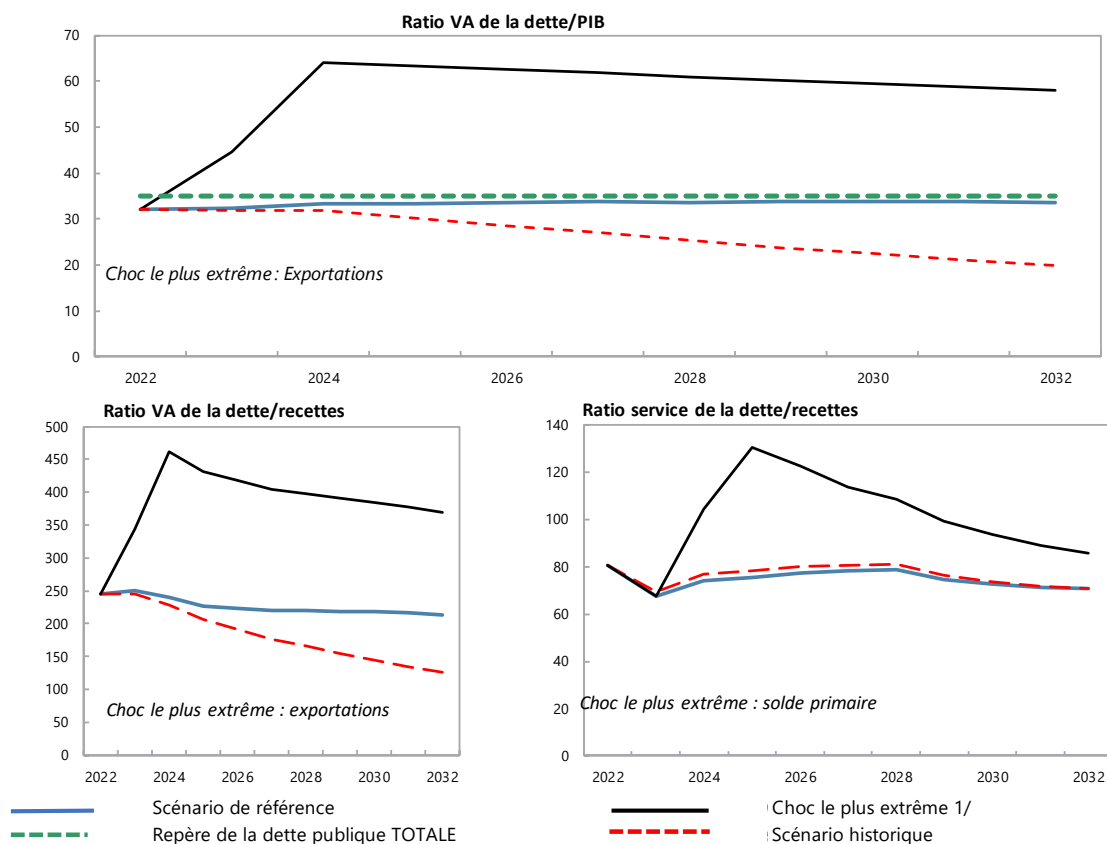 Ratio VA de la dette/PIB
70
60
50
40
30
20
10
0
Choc le plus extrême : Exportations
2022 2024 2026 2028 2030 2032
Ratio VA de la dette/recettes
500
450
400
350
300
250
200
150
100
50
0
Choc le plus extrême : exportations
2022 2024 2026 2028 2030 2032
Ratio service de la dette/recettes
140
120
100
80
60
40
20
0
Choc le plus extrême : solde primaire
2022 2024 2026 2028 2030 2032
Scénario de référence
Choc le plus extrême 1/
Repère de la dette publique TOTALE
Scénario historique